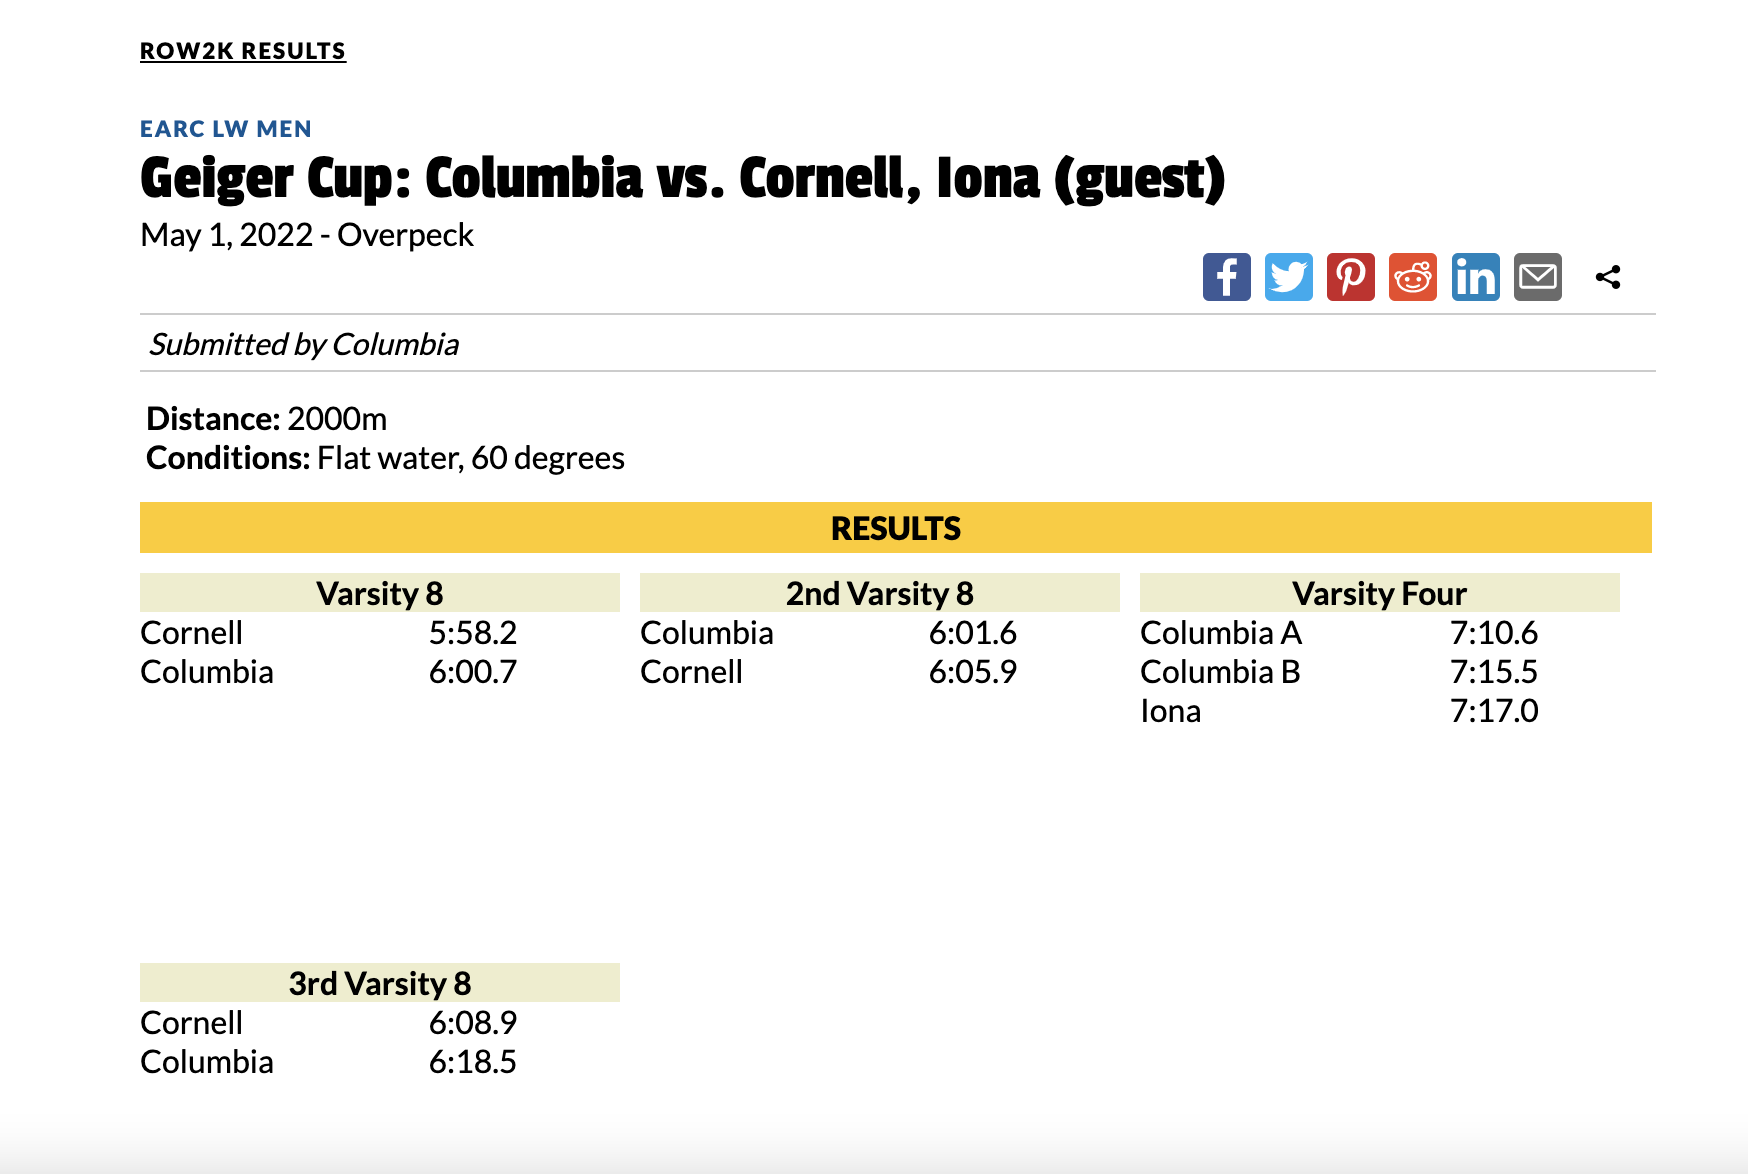 ROW2K RESULTS
EARC LW MEN
Geiger Cup: Columbia vs. Cornell, Iona (guest)
May 1, 2022 - Overpeck
Submitted by Columbia
Distance: 2000m
Conditions: Flat water, 60 degrees
RESULTS
Varsity 8
Cornell 5:58.2
Columbia 6:00.7
2nd Varsity 8
Columbia 6:01.6
Cornell 6:05.9
Varsity Four
Columbia A 7:10.6
Columbia B 7:15.5
Iona 7:17.0
3rd Varsity 8
Cornell 6:08.9
Columbia 6:18.5